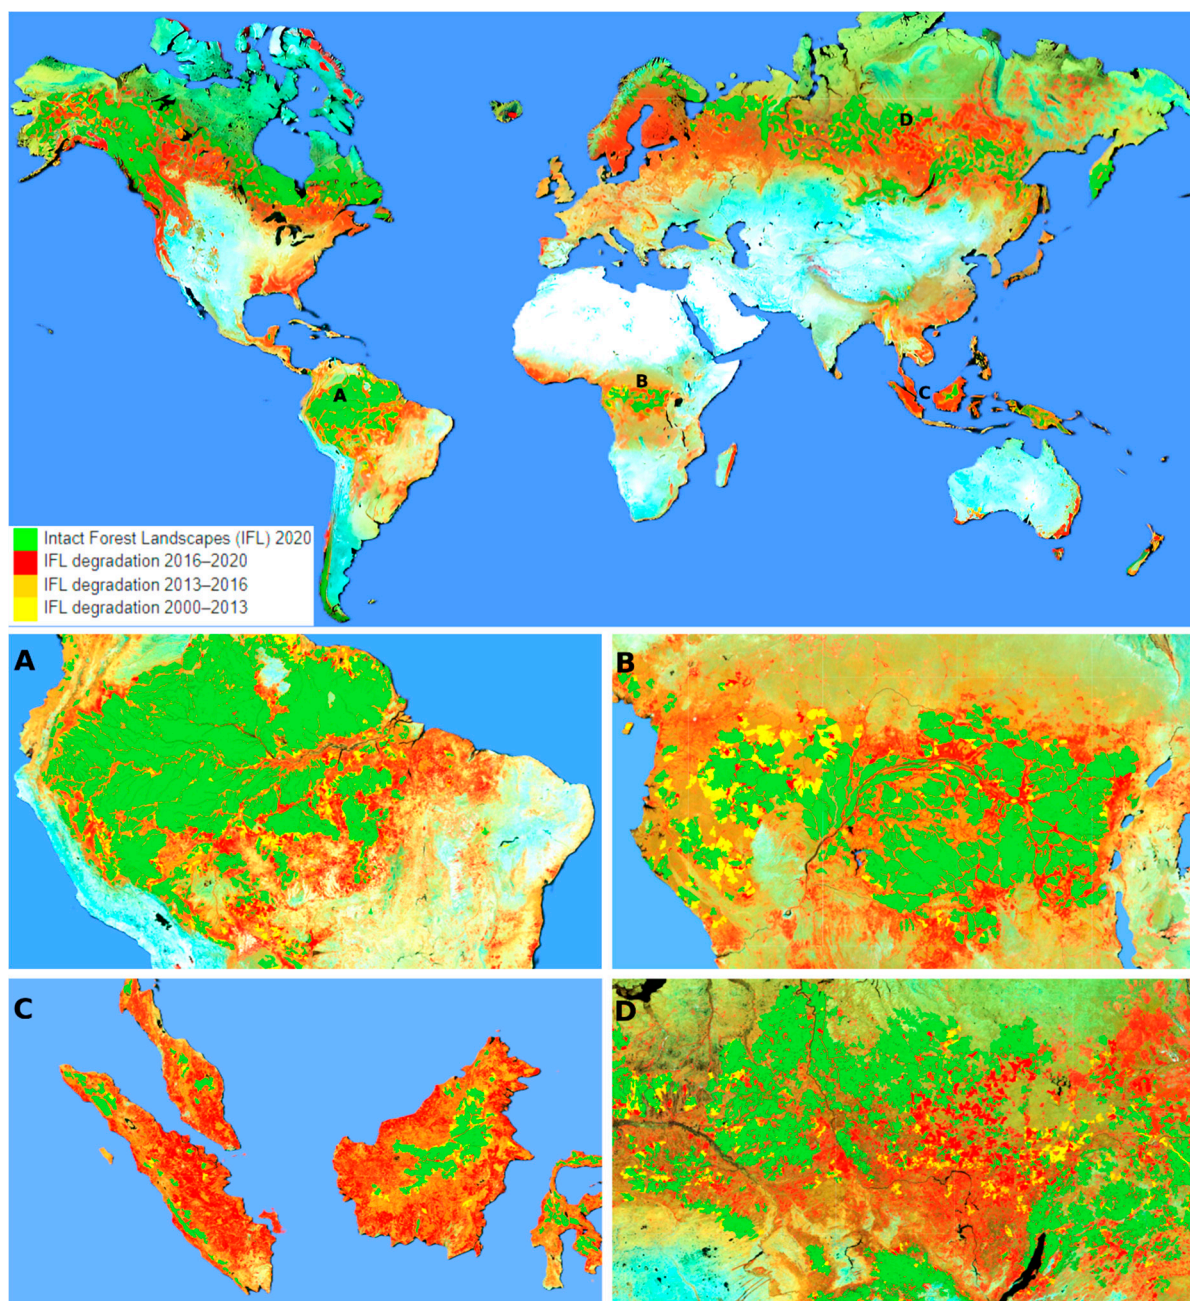 D
B
A
C
Intact Forest Landscapes (IFL) 2020
IFL degradation 2016–2020
IFL degradation 2013–2016
IFL degradation 2000–2013
A
B
C
D